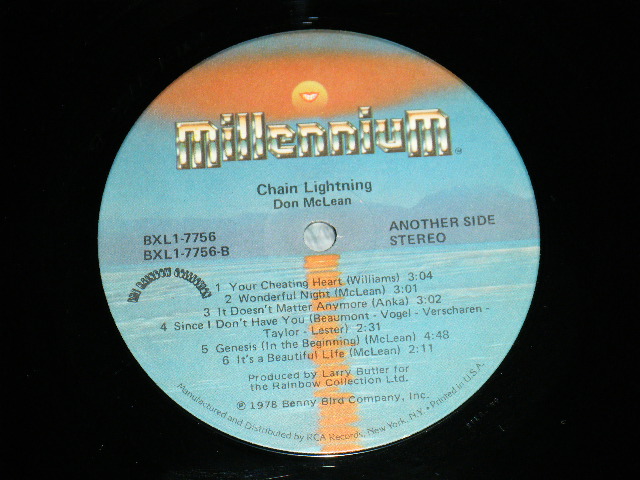 millenniuM
TM
Chain Lightning
Don McLean
BXL1-7756
BXL1-7756-B
ANOTHER SIDE
STEREO
1 Your Cheating Heart (Williams) 3:04
2 Wonderful Night (McLean) 3:01
3 It Doesn't Matter Anymore (Anka) 3:02
4 Since I Don't Have You (Beaumont - Vogel - Verscharen -
Taylor - Lester) 2:31
5 Genesis (In the Beginning) (McLean) 4:48
6 It's a Beautiful Life (McLean) 2:11
Produced by Larry Butler for
the Rainbow Collection Ltd.
℗ 1978 Benny Bird Company, Inc.
Manufactured and Distributed by RCA Records, New York, N.Y. • Printed in U.S.A.